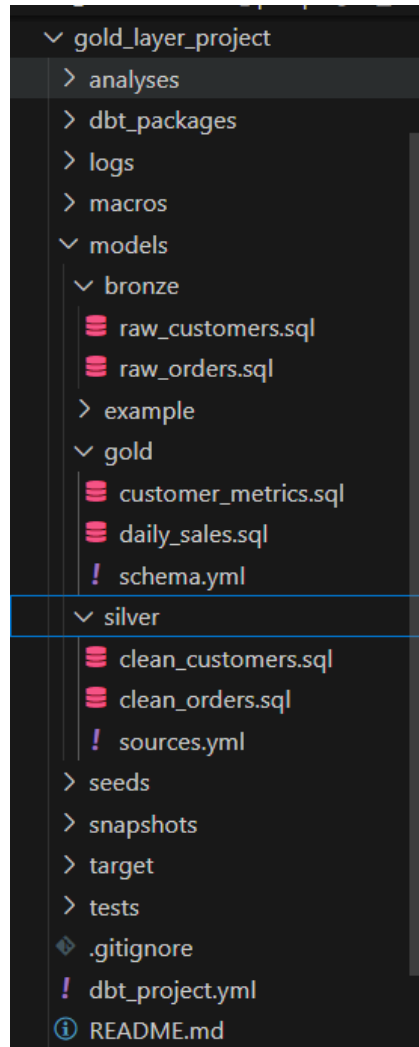 gold_layer_project
analyses
dbt_packages
logs
macros
models
bronze
raw_customers.sql
raw_orders.sql
example
gold
customer_metrics.sql
daily_sales.sql
! schema.yml
silver
clean_customers.sql
clean_orders.sql
! sources.yml
seeds
snapshots
target
tests
.gitignore
! dbt_project.yml
README.md